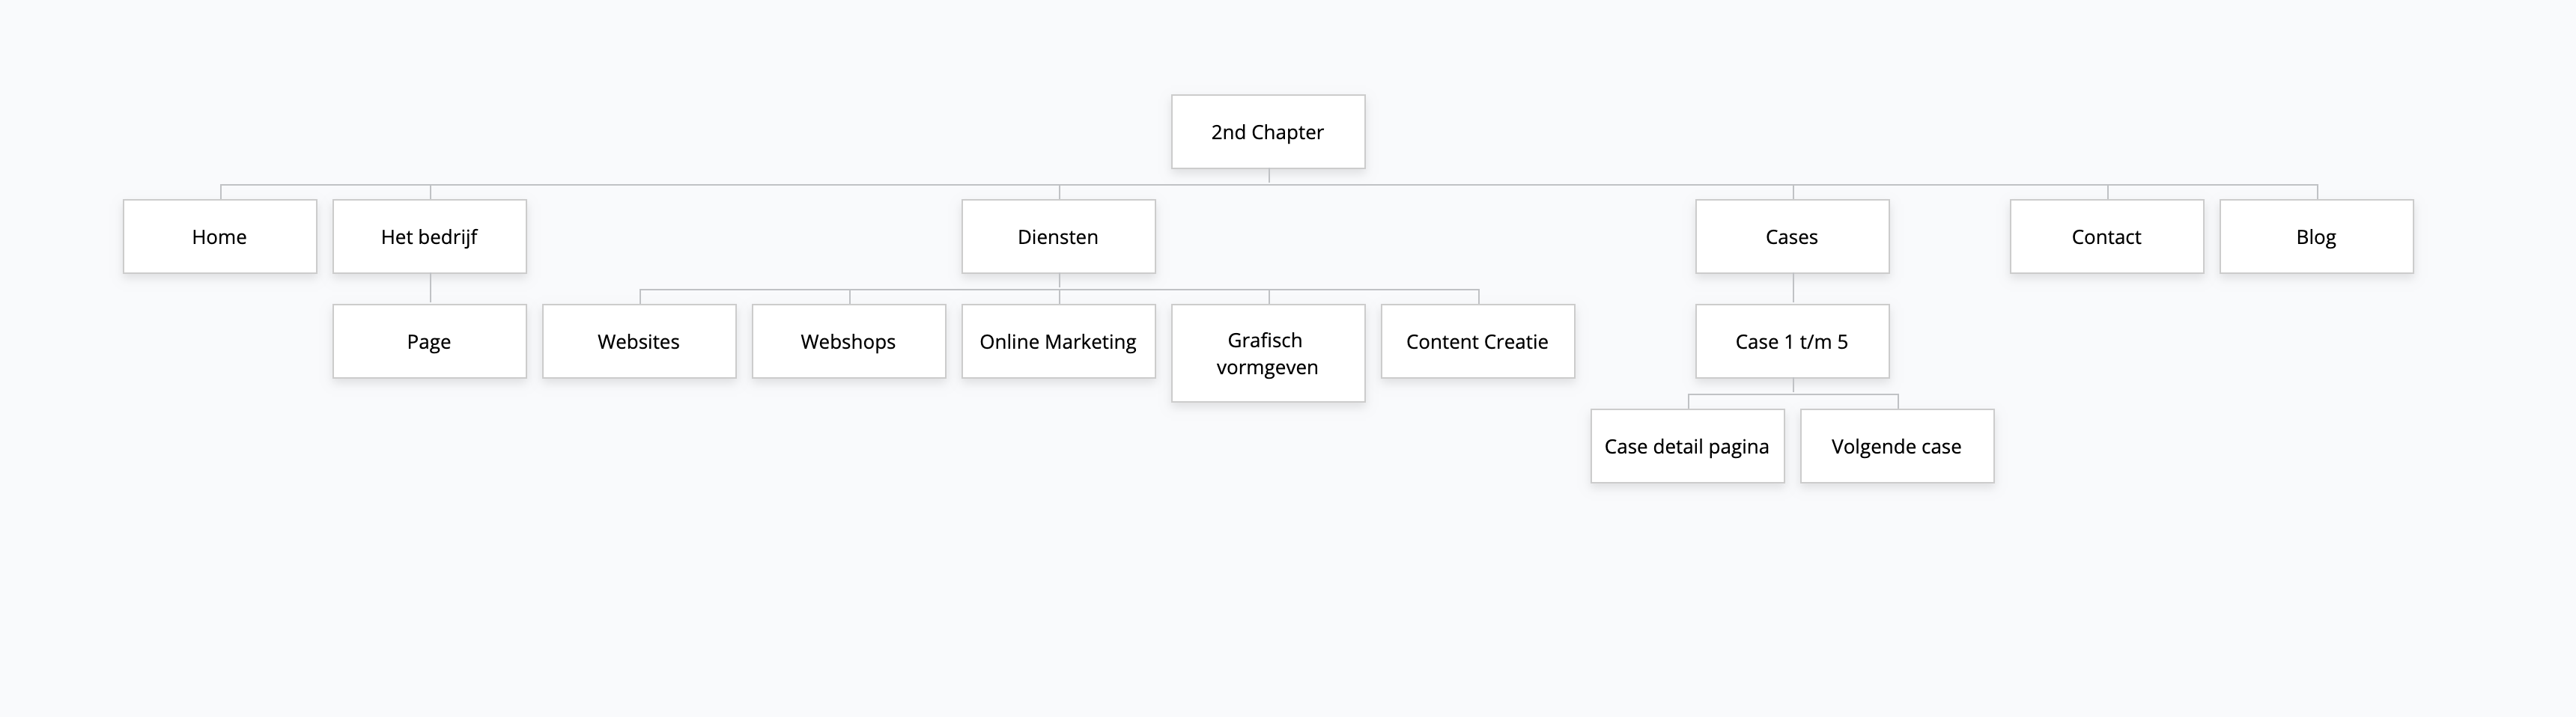 2nd Chapter
Home
Het bedrijf
Diensten
Cases
Contact
Blog
Page
Websites
Webshops
Online Marketing
Grafisch
vormgeven
Content Creatie
Case 1 t/m 5
Case detail pagina
Volgende case